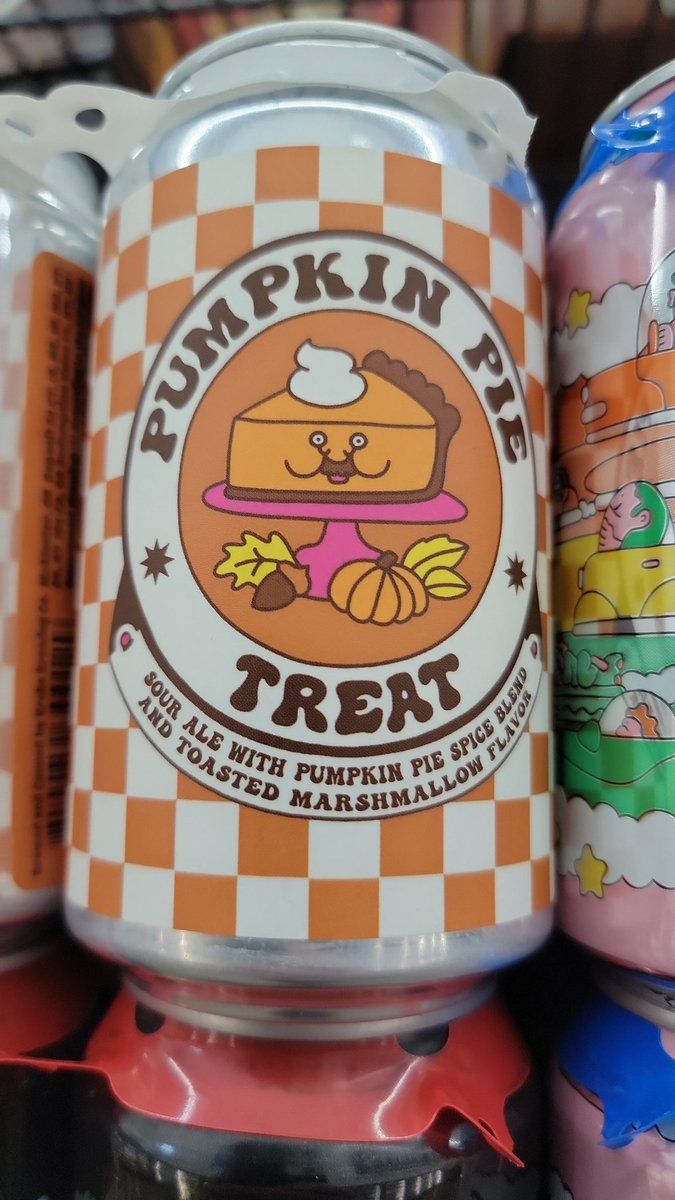 PUMPKIN PIE
TREAT
SOUR ALE WITH PUMPKIN PIE SPICE BLEND
AND TOASTED MARSHMALLOW FLAVOR